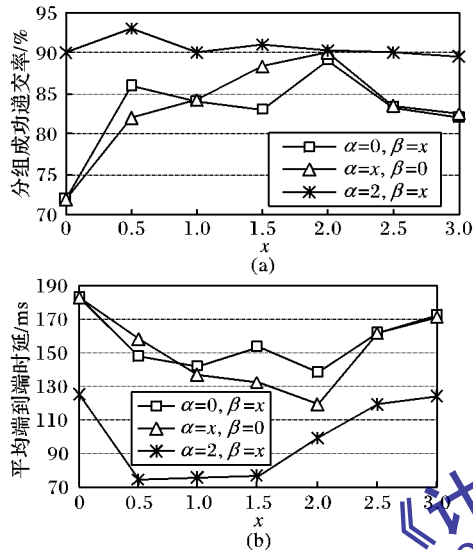 分组成功递交率/%
95
90
85
80
75
70
α=0, β=x
α=x, β=0
α=2, β=x
0 0.5 1.0 1.5 2.0 2.5 3.0
x
(a)
平均端到端时延/ms
190
170
150
130
110
90
70
α=0, β=x
α=x, β=0
α=2, β=x
0 0.5 1.0 1.5 2.0 2.5 3.0
x
(b)
《计